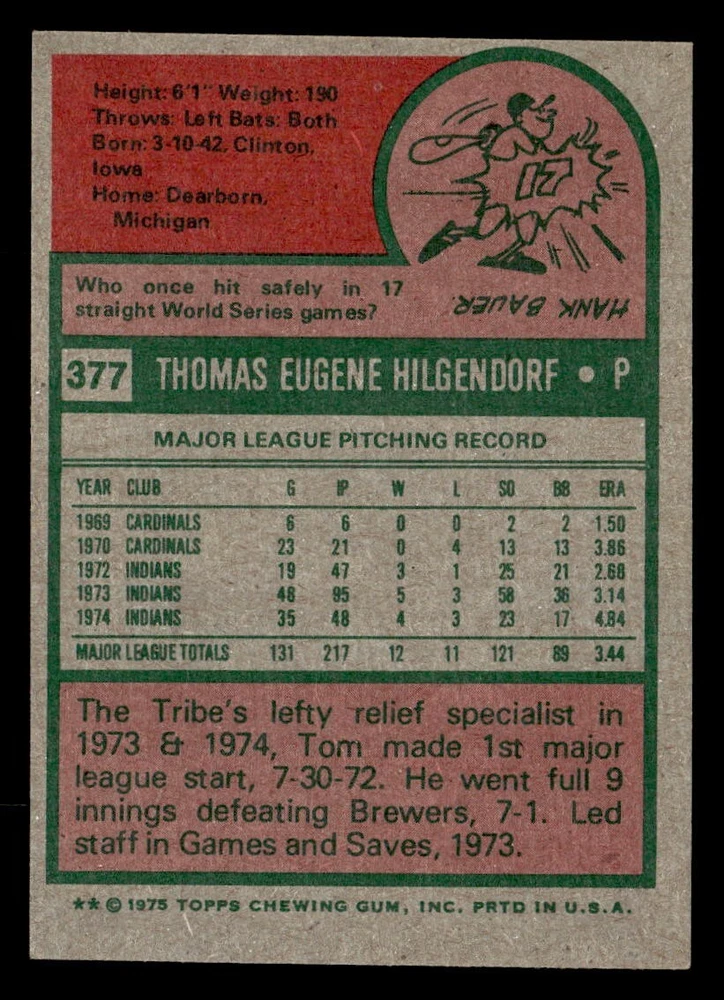 Height: 6'1" Weight: 190
Throws: Left Bats: Both
Born: 3-10-42, Clinton,
Iowa
Home: Dearborn,
Michigan
17
HANK BAUER.
Who once hit safely in 17
straight World Series games?
377 THOMAS EUGENE HILGENDORF • P
MAJOR LEAGUE PITCHING RECORD
YEAR CLUB G IP W L SO BB ERA
1969 CARDINALS 6 6 0 0 2 2 1.50
1970 CARDINALS 23 21 0 4 13 13 3.86
1972 INDIANS 19 47 3 1 25 21 2.68
1973 INDIANS 48 95 5 3 58 36 3.14
1974 INDIANS 35 48 4 3 23 17 4.84
MAJOR LEAGUE TOTALS 131 217 12 11 121 89 3.44
The Tribe's lefty relief specialist in
1973 & 1974, Tom made 1st major
league start, 7-30-72. He went full 9
innings defeating Brewers, 7-1. Led
staff in Games and Saves, 1973.
** © 1975 TOPPS CHEWING GUM, INC. PRTD IN U.S.A.